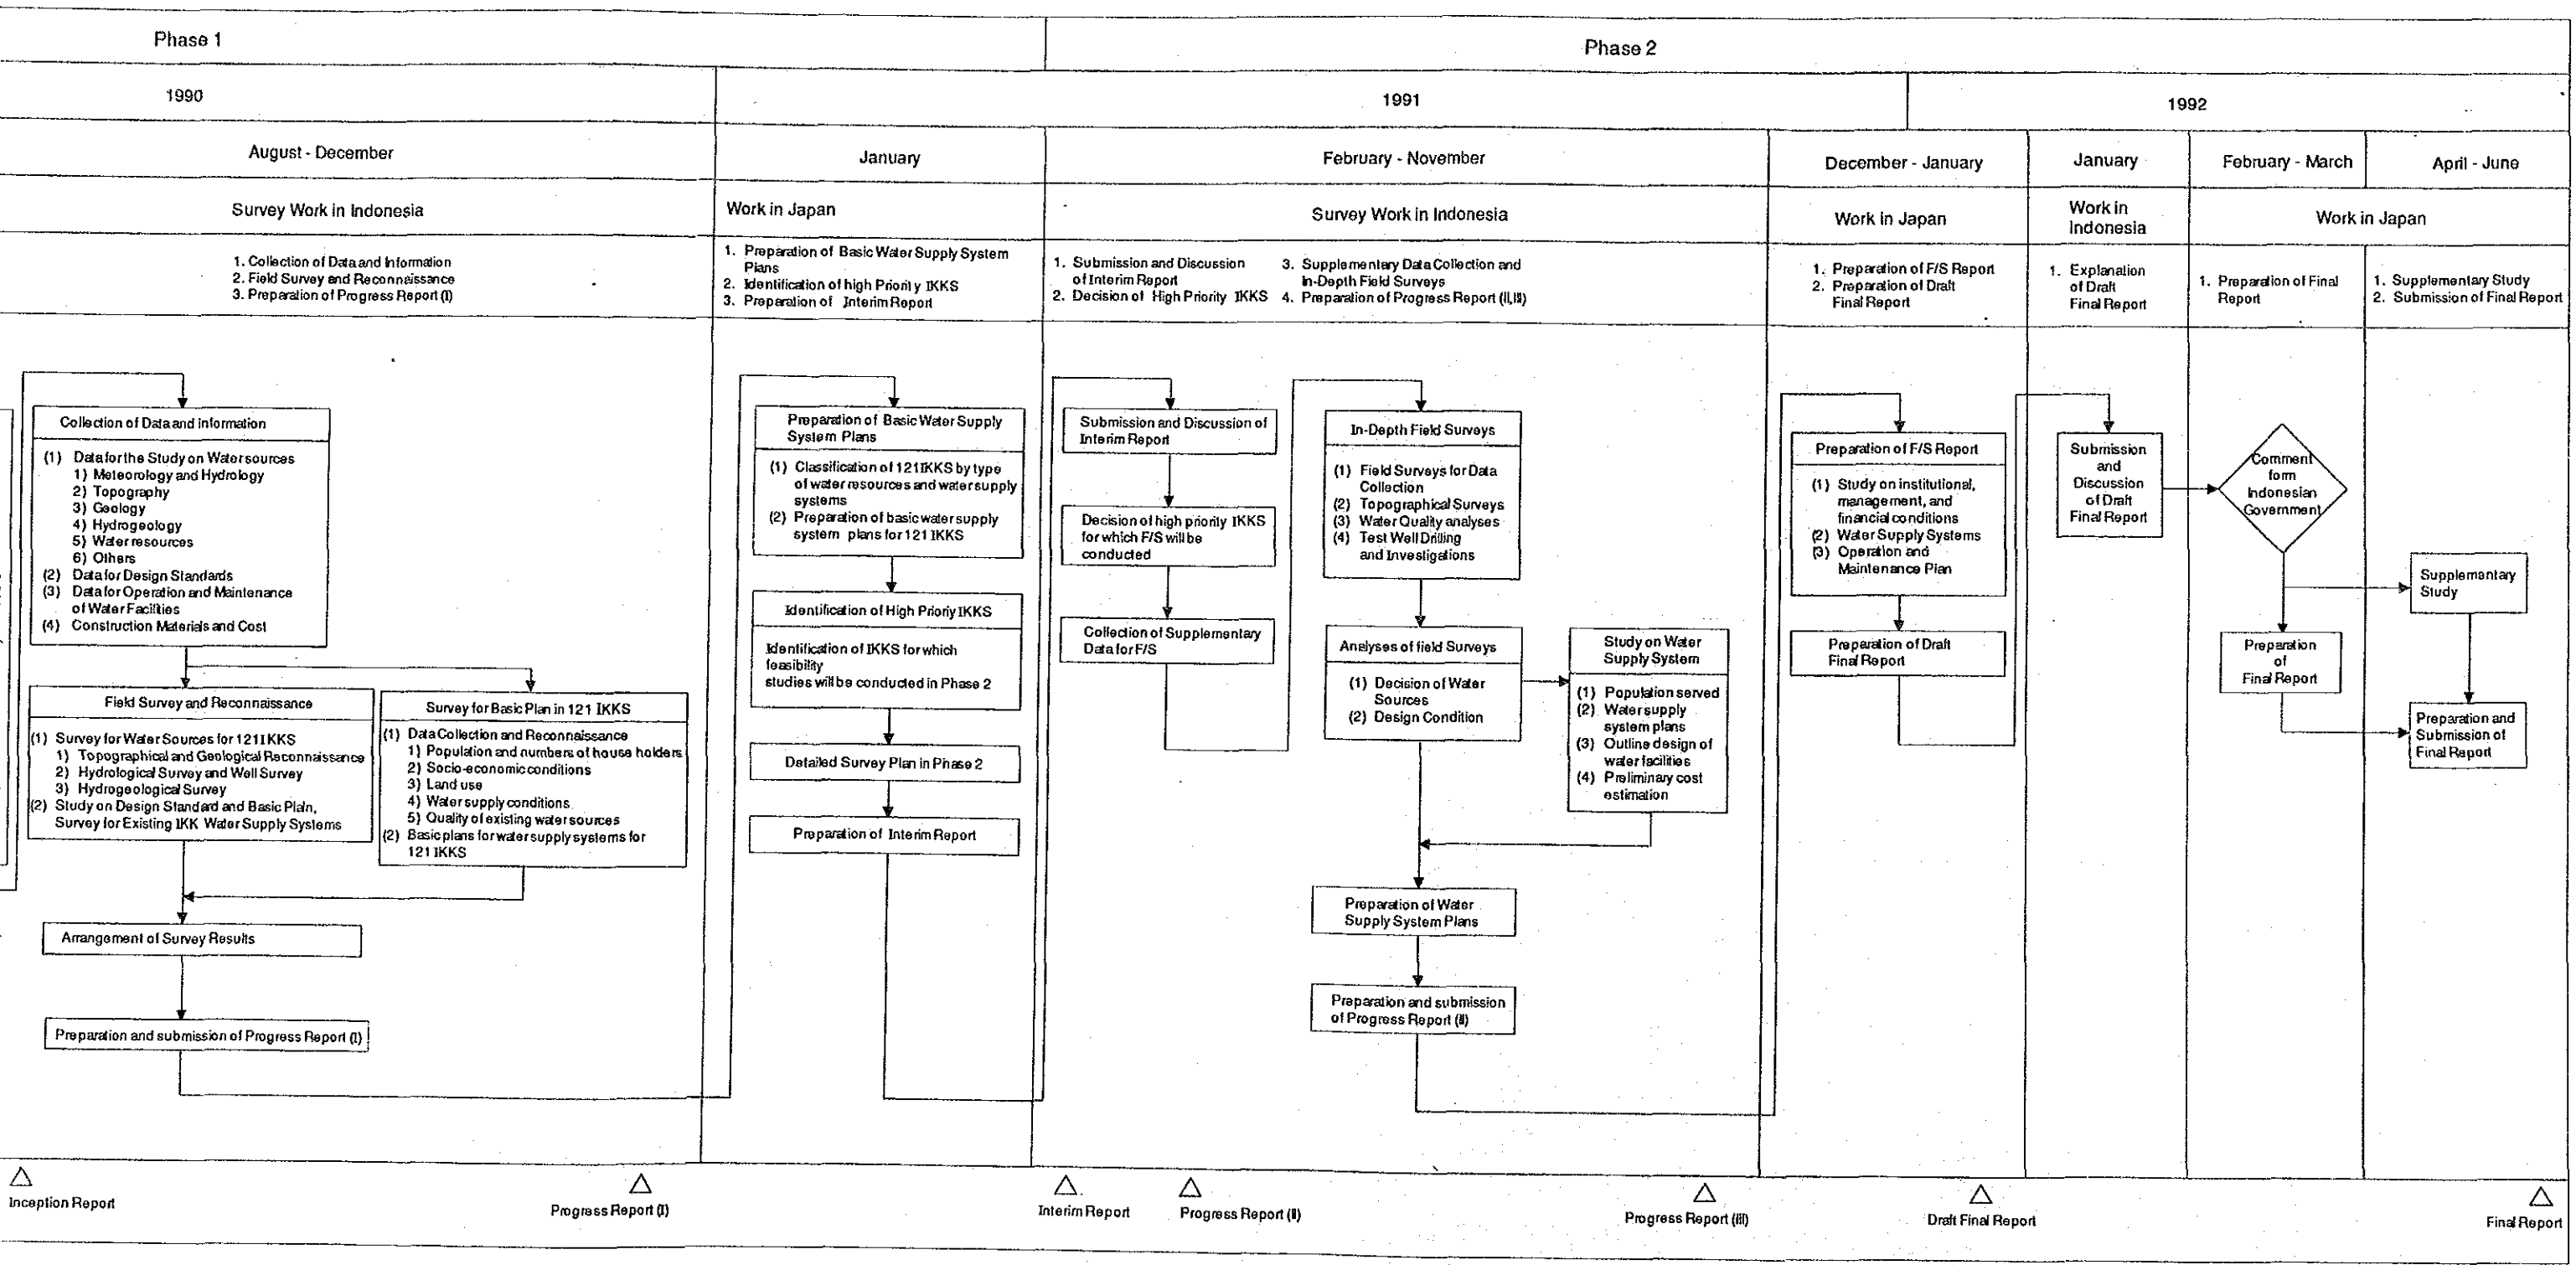 Phase 1
Phase 2
1990
1991
1992
August - December
January
February - November
December - January
January
February - March
April - June
Survey Work in Indonesia
Work in Japan
Survey Work in Indonesia
Work in Japan
Work in
Indonesia
Work in Japan
1. Collection of Data and Information
2. Field Survey and Reconnaissance
3. Preparation of Progress Report (I)
1. Preparation of Basic Water Supply System
Plans
2. Identification of high Priority IKKS
3. Preparation of Interim Report
1. Submission and Discussion
of Interim Report
2. Decision of High Priority IKKS
3. Supplementary Data Collection and
In-Depth Field Surveys
4. Preparation of Progress Report (II,III)
1. Preparation of F/S Report
2. Preparation of Draft
Final Report
1. Explanation
of Draft
Final Report
1. Preparation of Final
Report
1. Supplementary Study
2. Submission of Final Report
Collection of Data and information
(1) Data for the Study on Water sources
1) Meteorology and Hydrology
2) Topography
3) Geology
4) Hydrogeology
5) Water resources
6) Others
(2) Data for Design Standards
(3) Data for Operation and Maintenance
of Water Facilities
(4) Construction Materials and Cost
Field Survey and Reconnaissance
(1) Survey for Water Sources for 121 IKKS
1) Topographical and Geological Reconnaissance
2) Hydrological Survey and Well Survey
3) Hydrogeological Survey
(2) Study on Design Standard and Basic Plain,
Survey for Existing IKK Water Supply Systems
Survey for Basic Plan in 121 IKKS
(1) Data Collection and Reconnaissance
1) Population and numbers of house holders
2) Socio-economic conditions
3) Land use
4) Water supply conditions
5) Quality of existing water sources
(2) Basic plans for water supply systems for
121 IKKS
Arrangement of Survey Results
Preparation and submission of Progress Report (I)
Preparation of Basic Water Supply
System Plans
(1) Classification of 121 IKKS by type
of water resources and water supply
systems
(2) Preparation of basic water supply
system plans for 121 IKKS
Identification of High Prioriy IKKS
Identification of IKKS for which
feasibility
studies will be conducted in Phase 2
Detailed Survey Plan in Phase 2
Preparation of Interim Report
Submission and Discussion of
Interim Report
Decision of high priority IKKS
for which F/S will be
conducted
Collection of Supplementary
Data for F/S
In-Depth Field Surveys
(1) Field Surveys for Data
Collection
(2) Topographical Surveys
(3) Water Quality analyses
(4) Test Well Drilling
and Investigations
Analyses of field Surveys
(1) Decision of Water
Sources
(2) Design Condition
Study on Water
Supply System
(1) Population served
(2) Water supply
system plans
(3) Outline design of
water facilities
(4) Preliminary cost
estimation
Preparation of Water
Supply System Plans
Preparation and submission
of Progress Report (II)
Preparation of F/S Report
(1) Study on institutional,
management, and
financial conditions
(2) Water Supply Systems
(3) Operation and
Maintenance Plan
Preparation of Draft
Final Report
Submission
and
Discussion
of Draft
Final Report
Comment
form
Indonesian
Government
Preparation
of
Final Report
Supplementary
Study
Preparation and
Submission of
Final Report
Inception Report
Progress Report (I)
Interim Report
Progress Report (II)
Progress Report (III)
Draft Final Report
Final Report